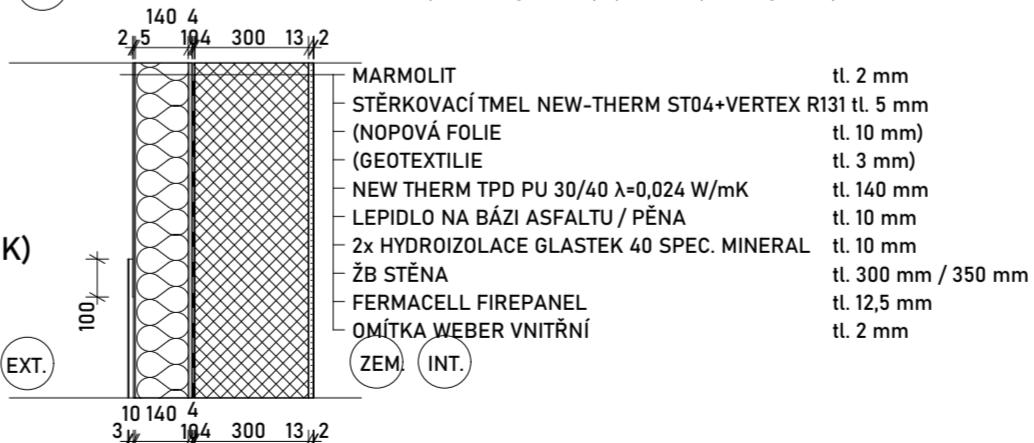 140 4
2 5 10 4 300 13 2
MARMOLIT tl. 2 mm
STĚRKOVACÍ TMEL NEW-THERM ST04+VERTEX R131 tl. 5 mm
(NOPOVÁ FOLIE tl. 10 mm)
(GEOTEXTILIE tl. 3 mm)
NEW THERM TPD PU 30/40 λ=0,024 W/mK tl. 140 mm
LEPIDLO NA BÁZI ASFALTU / PĚNA tl. 10 mm
2x HYDROIZOLACE GLASTEK 40 SPEC. MINERAL tl. 10 mm
K)
ŽB STĚNA tl. 300 mm / 350 mm
100
FERMACELL FIREPANEL tl. 12,5 mm
OMÍTKA WEBER VNITŘNÍ tl. 2 mm
EXT. ZEM. INT.
10 140 4
3 10 4 300 13 2